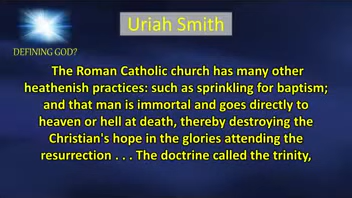 Uriah Smith
DEFINING GOD?
The Roman Catholic church has many other
heathenish practices: such as sprinkling for baptism;
and that man is immortal and goes directly to
heaven or hell at death, thereby destroying the
Christian's hope in the glories attending the
resurrection . . . The doctrine called the trinity,